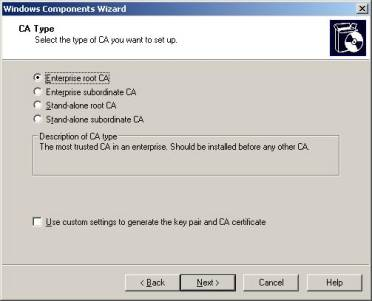 Windows Components Wizard
CA Type
Select the type of CA you want to set up.
Enterprise root CA
Enterprise subordinate CA
Stand-alone root CA
Stand-alone subordinate CA
Description of CA type
The most trusted CA in an enterprise. Should be installed before any other CA.
Use custom settings to generate the key pair and CA certificate
< Back Next > Cancel Help